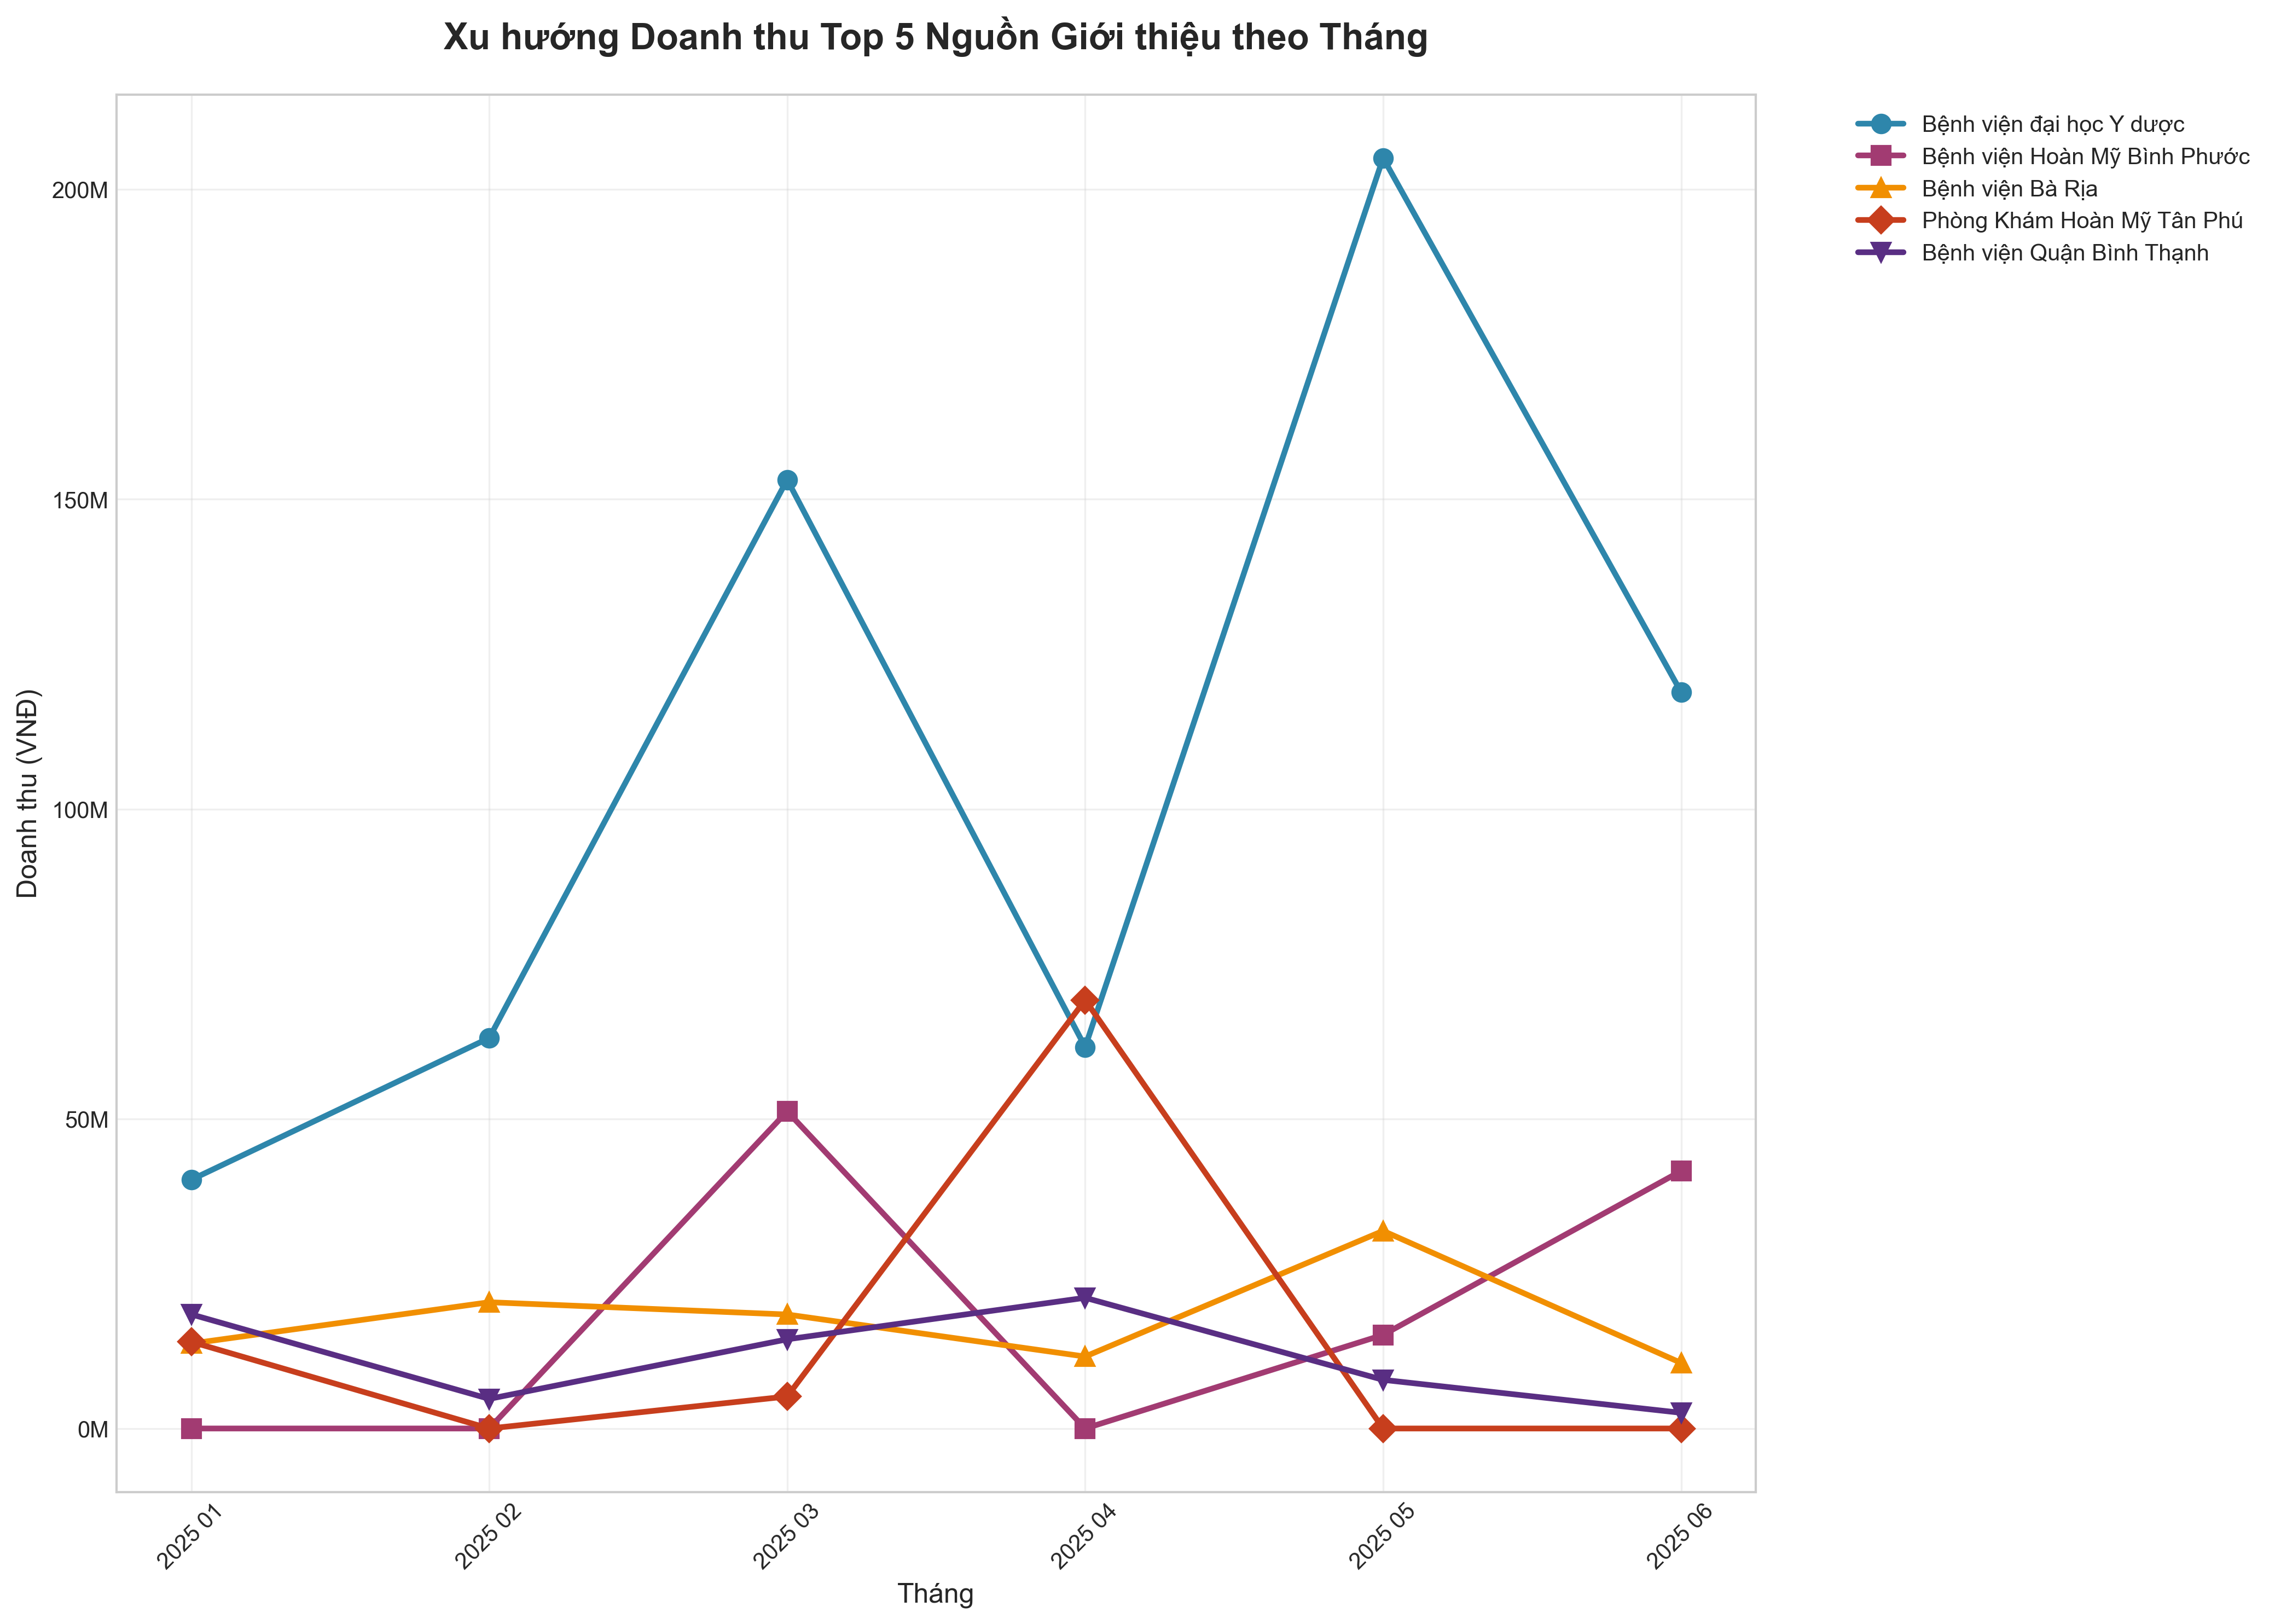 Xu hướng Doanh thu Top 5 Nguồn Giới thiệu theo Tháng
Bệnh viện đại học Y dược
Bệnh viện Hoàn Mỹ Bình Phước
Bệnh viện Bà Rịa
Phòng Khám Hoàn Mỹ Tân Phú
Bệnh viện Quận Bình Thạnh
Doanh thu (VNĐ)
200M
150M
100M
50M
0M
2025 01
2025 02
2025 03
2025 04
2025 05
2025 06
Tháng